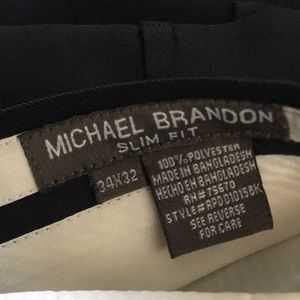 MICHAEL BRANDON
SLIM FIT
34X32
100% POLYESTER
MADE IN BANGLADESH
HECHO EN BANGLADESH
RN#75670
STYLE#RPDD1D15BK
SEE REVERSE
FOR CARE